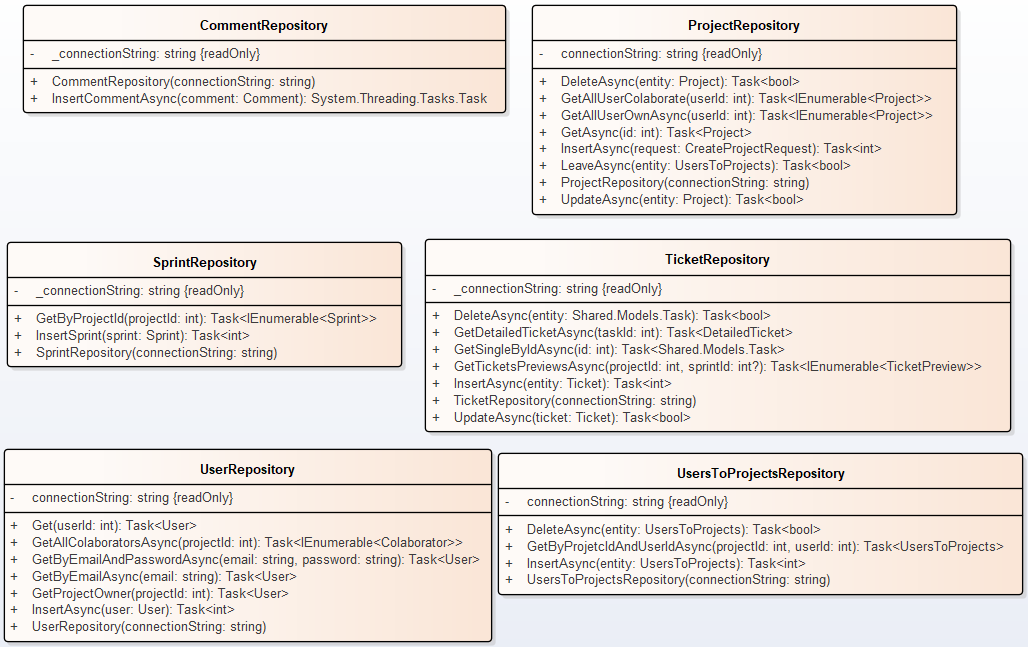 CommentRepository
- _connectionString: string {readOnly}
+ CommentRepository(connectionString: string)
+ InsertCommentAsync(comment: Comment): System.Threading.Tasks.Task
ProjectRepository
- connectionString: string {readOnly}
+ DeleteAsync(entity: Project): Task<bool>
+ GetAllUserColaborate(userId: int): Task<IEnumerable<Project>>
+ GetAllUserOwnAsync(userId: int): Task<IEnumerable<Project>>
+ GetAsync(id: int): Task<Project>
+ InsertAsync(request: CreateProjectRequest): Task<int>
+ LeaveAsync(entity: UsersToProjects): Task<bool>
+ ProjectRepository(connectionString: string)
+ UpdateAsync(entity: Project): Task<bool>
SprintRepository
- _connectionString: string {readOnly}
+ GetByProjectId(projectId: int): Task<IEnumerable<Sprint>>
+ InsertSprint(sprint: Sprint): Task<int>
+ SprintRepository(connectionString: string)
TicketRepository
- _connectionString: string {readOnly}
+ DeleteAsync(entity: Shared.Models.Task): Task<bool>
+ GetDetailedTicketAsync(taskId: int): Task<DetailedTicket>
+ GetSingleByIdAsync(id: int): Task<Shared.Models.Task>
+ GetTicketsPreviewsAsync(projectId: int, sprintId: int?): Task<IEnumerable<TicketPreview>>
+ InsertAsync(entity: Ticket): Task<int>
+ TicketRepository(connectionString: string)
+ UpdateAsync(ticket: Ticket): Task<bool>
UserRepository
- connectionString: string {readOnly}
+ Get(userId: int): Task<User>
+ GetAllColaboratorsAsync(projectId: int): Task<IEnumerable<Colaborator>>
+ GetByEmailAndPasswordAsync(email: string, password: string): Task<User>
+ GetByEmailAsync(email: string): Task<User>
+ GetProjectOwner(projectId: int): Task<User>
+ InsertAsync(user: User): Task<int>
+ UserRepository(connectionString: string)
UsersToProjectsRepository
- connectionString: string {readOnly}
+ DeleteAsync(entity: UsersToProjects): Task<bool>
+ GetByProjetcIdAndUserIdAsync(projectId: int, userId: int): Task<UsersToProjects>
+ InsertAsync(entity: UsersToProjects): Task<int>
+ UsersToProjectsRepository(connectionString: string)